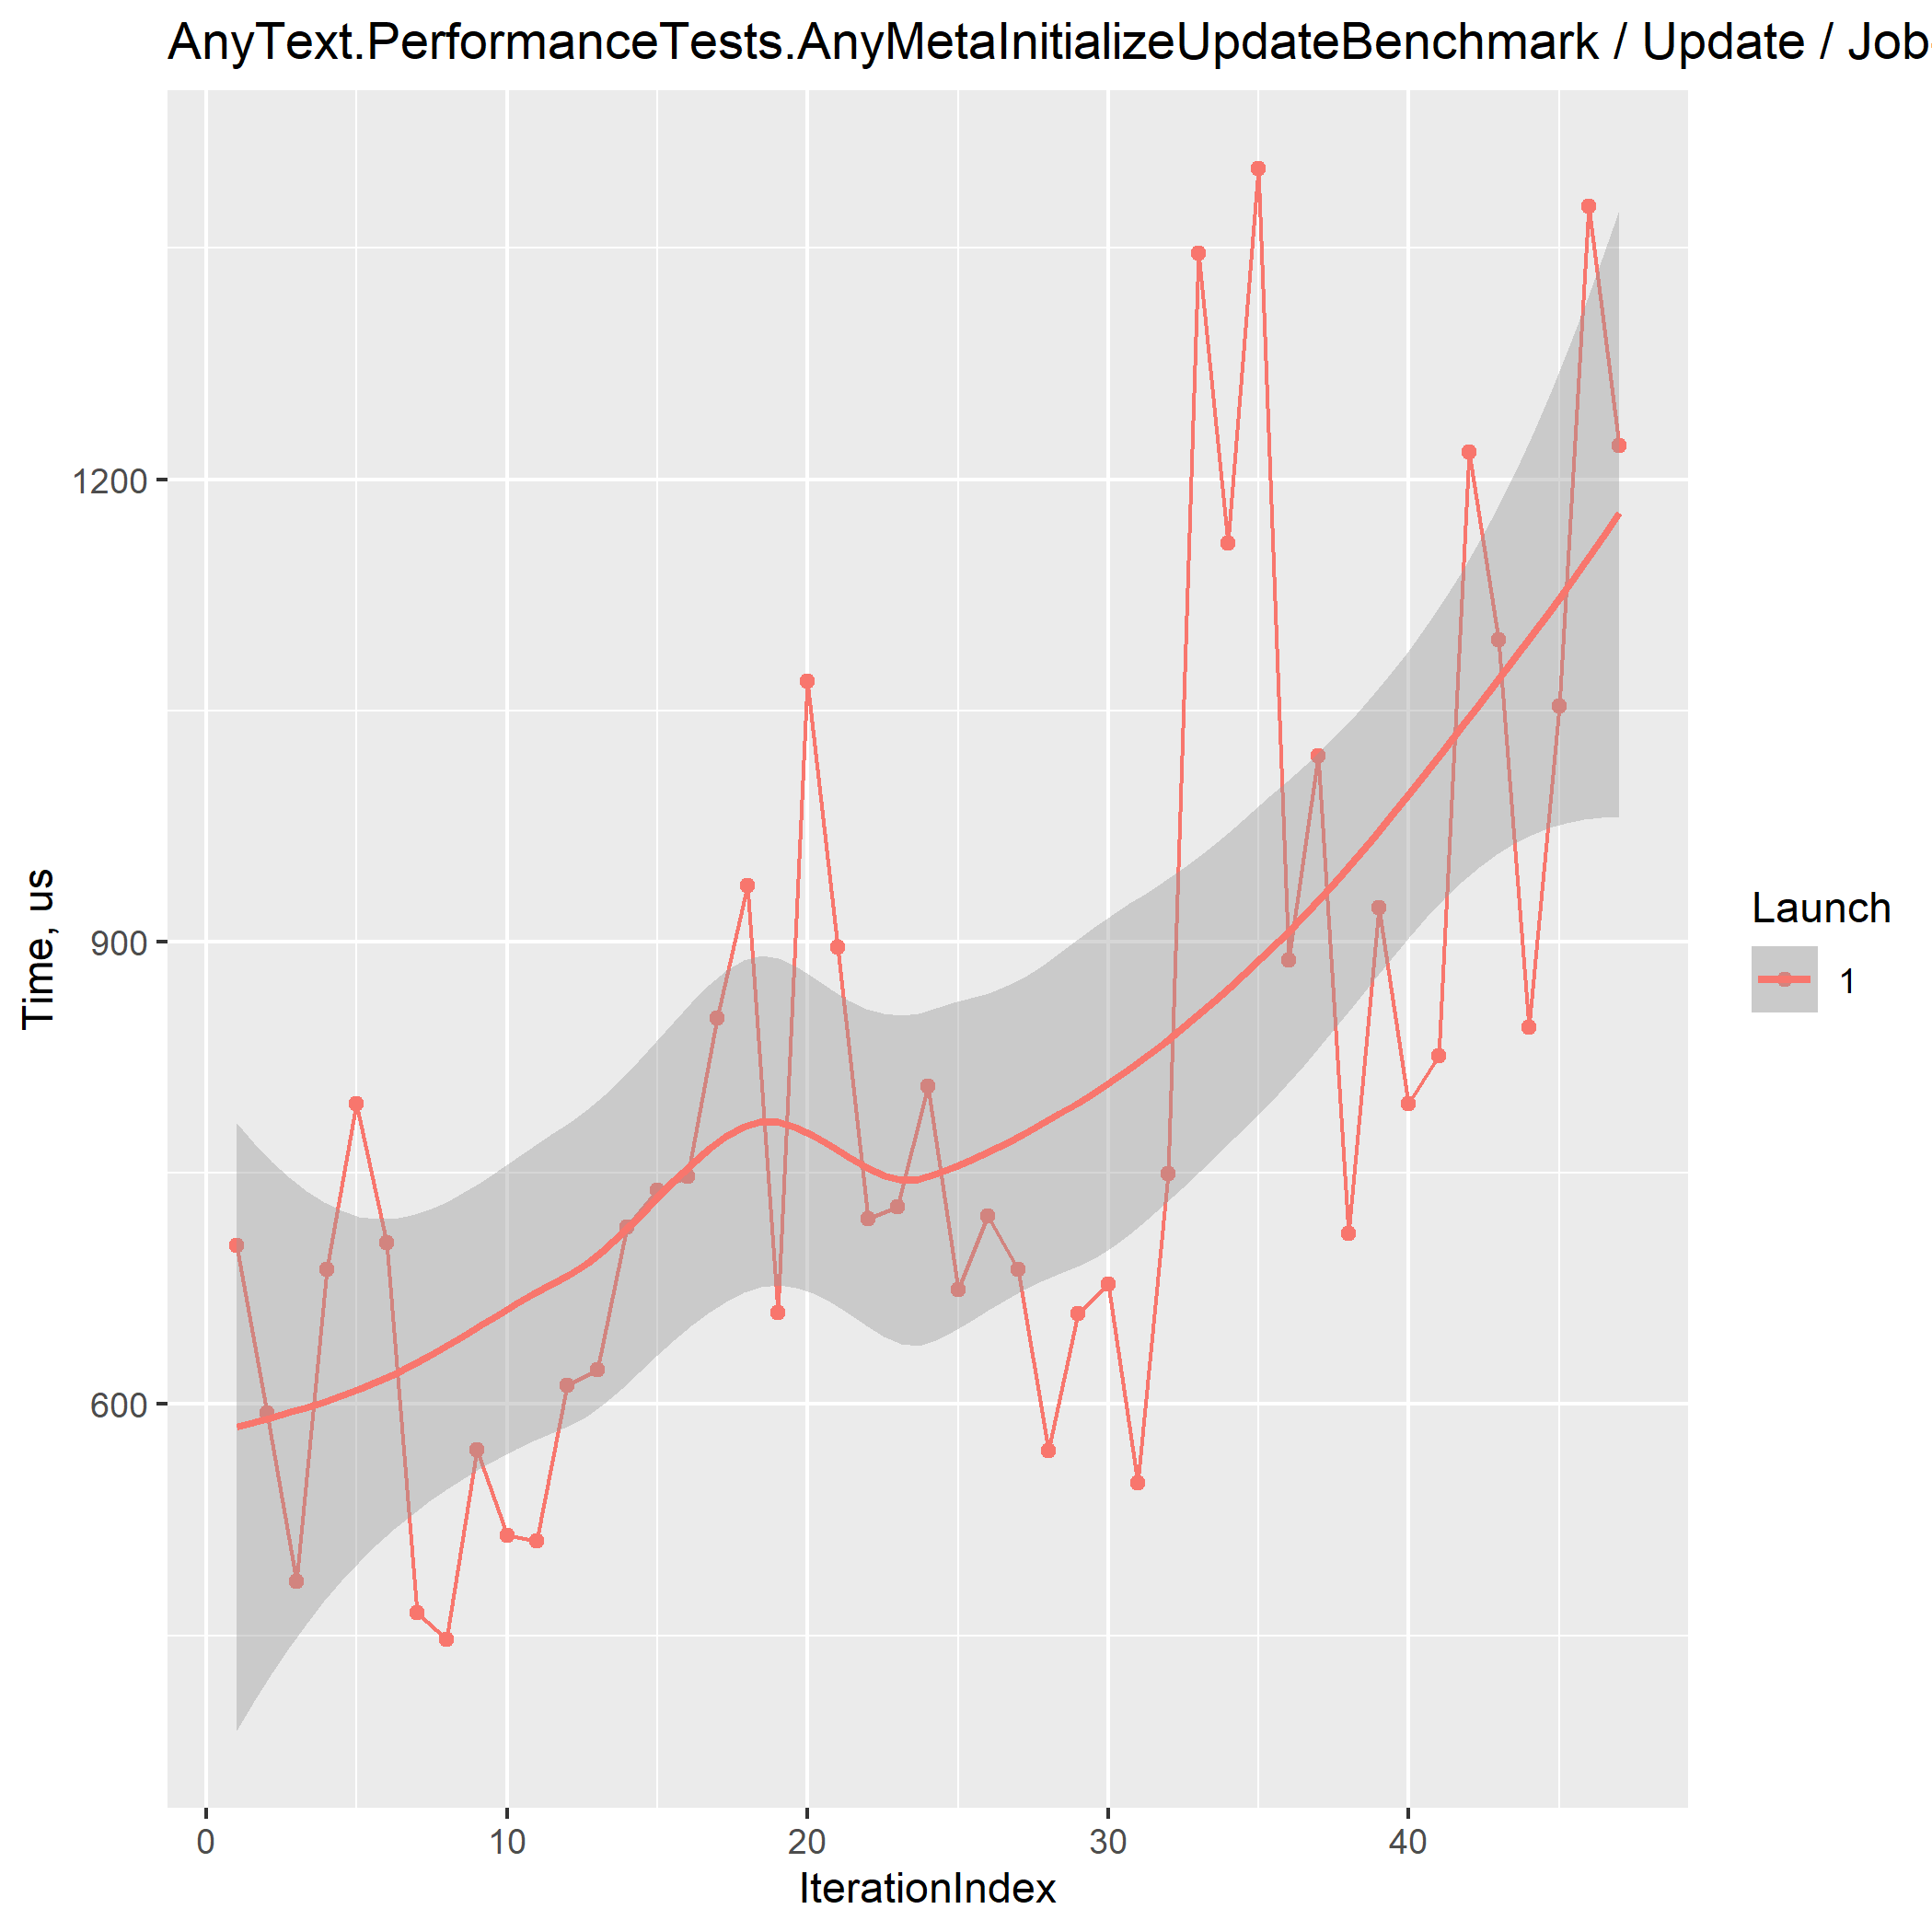 AnyText.PerformanceTests.AnyMetaInitializeUpdateBenchmark / Update / Job
1200
900
600
Time, us
0 10 20 30 40
IterationIndex
Launch
1